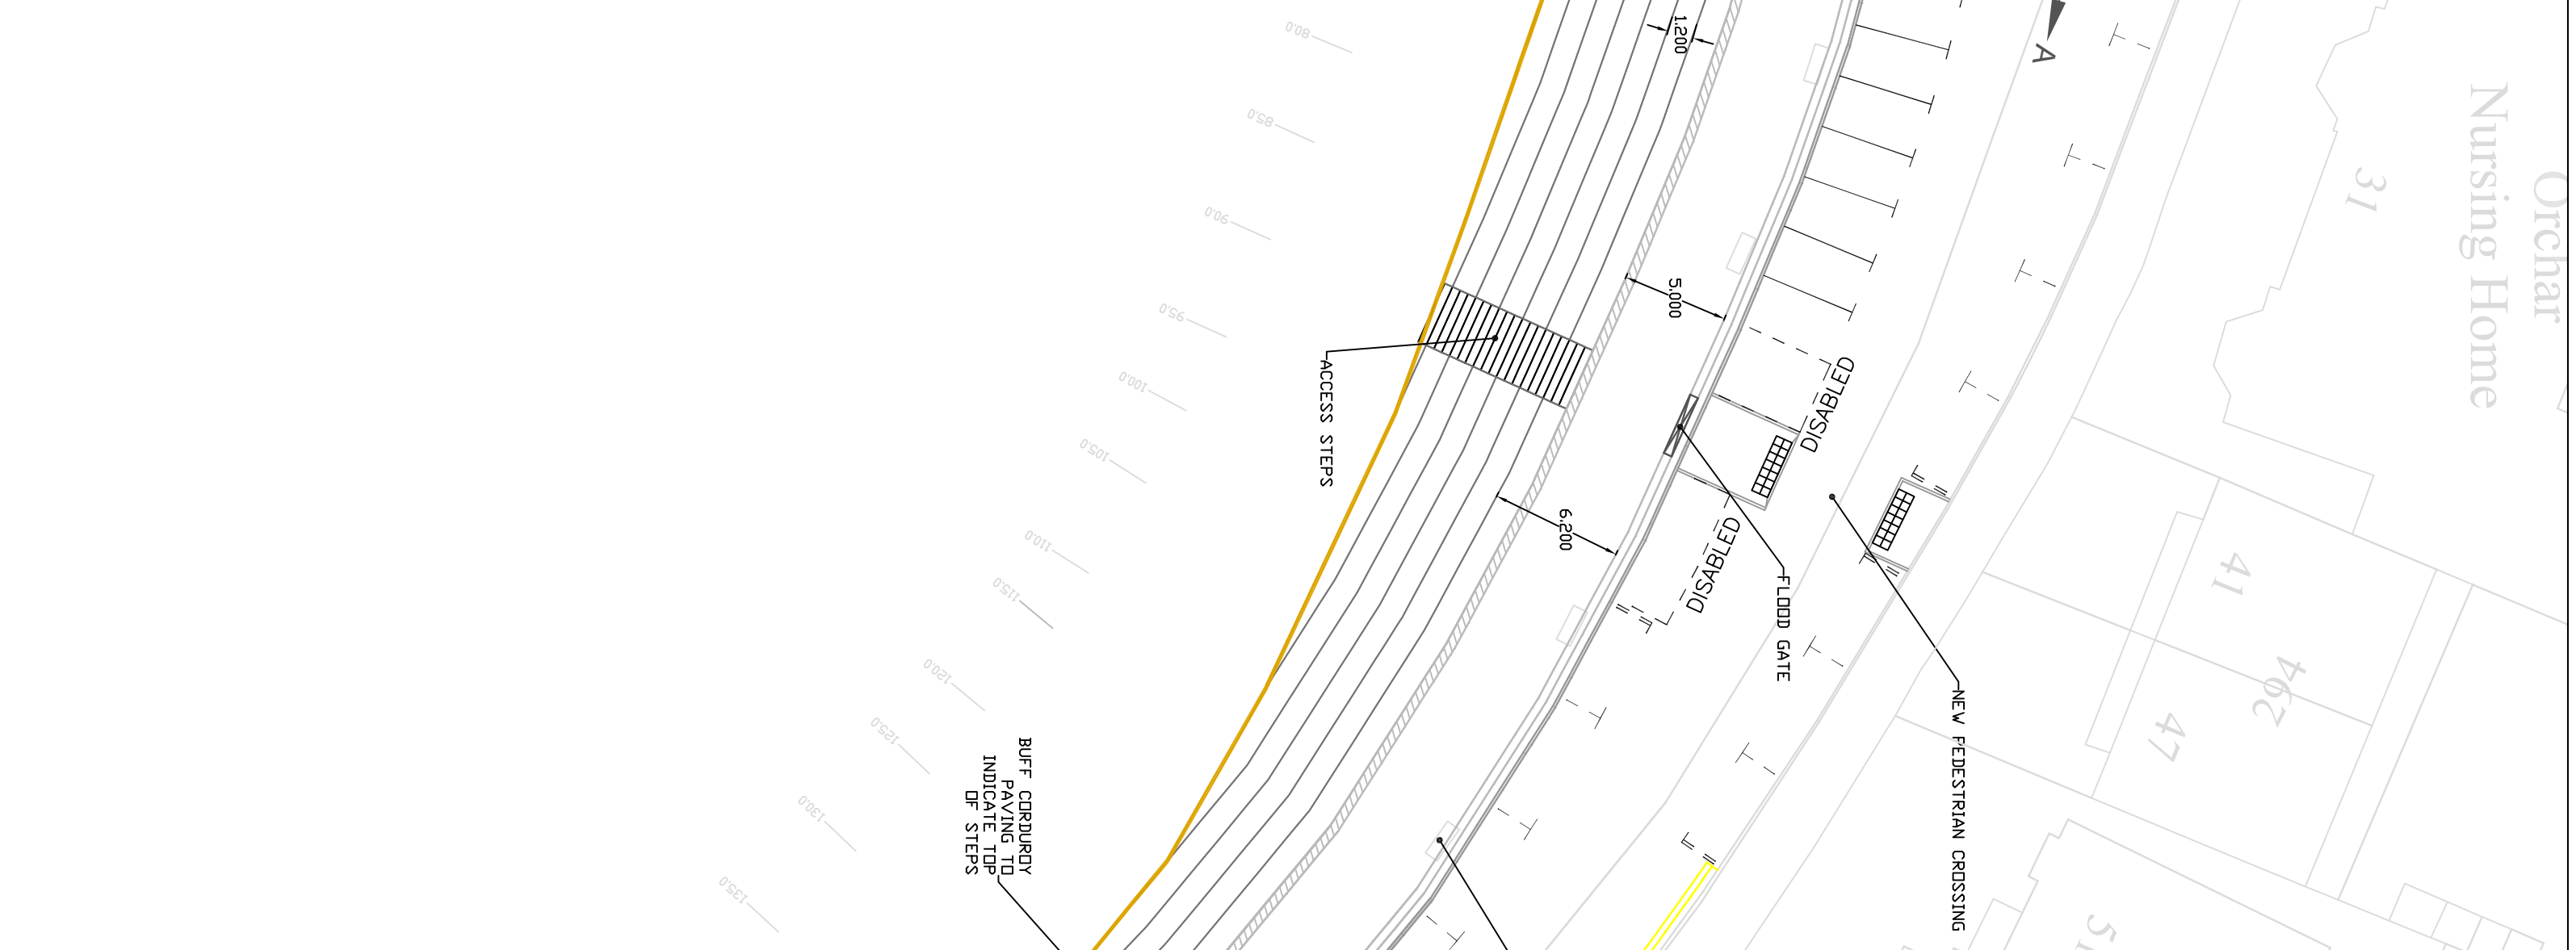 80.0
85.0
90.0
95.0
100.0
105.0
110.0
115.0
120.0
125.0
130.0
135.0
1.200
5.000
6.200
ACCESS STEPS
BUFF CORDUROY
PAVING TO
INDICATE TOP
OF STEPS
DISABLED
DISABLED
FLOOD GATE
NEW PEDESTRIAN CROSSING
A
Orchar
Nursing Home
31
41
294
47